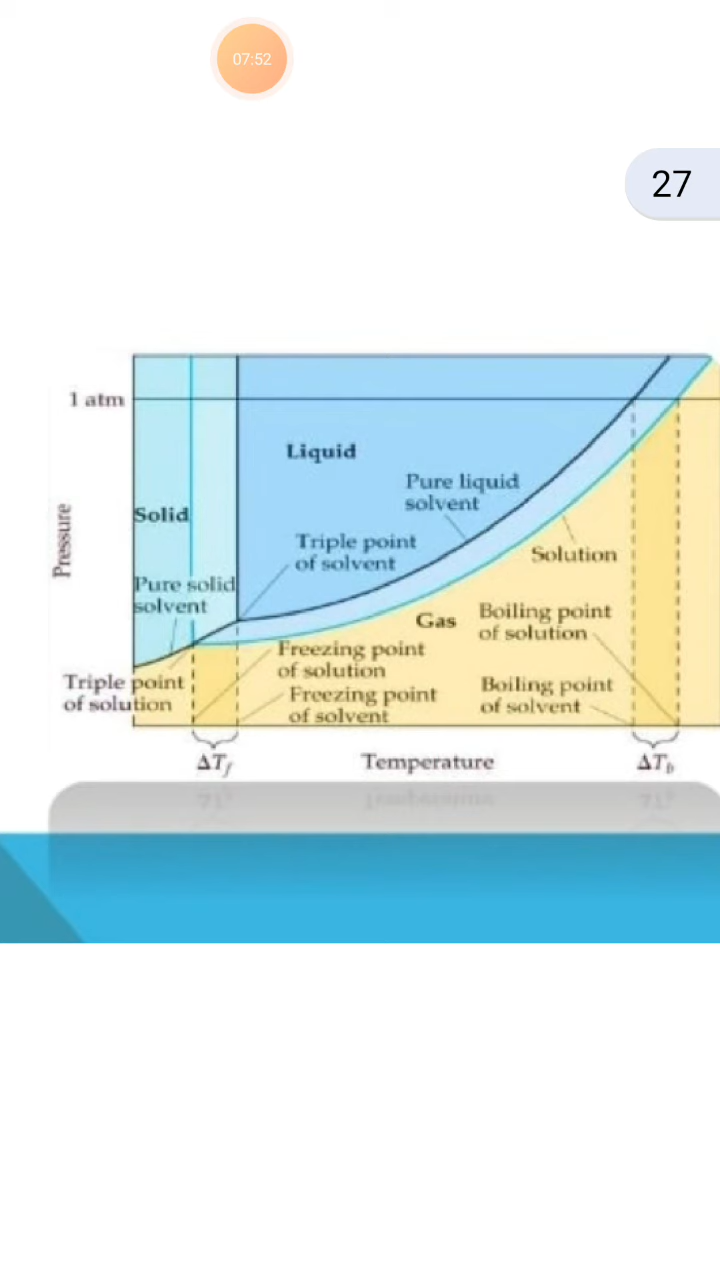 07:52
27
1 atm
Liquid
Pure liquid
solvent
Solid
Pressure
Triple point
of solvent
Solution
Pure solid
solvent
Gas
Boiling point
of solution
Freezing point
of solution
Triple point
of solution
Boiling point
of solvent
Freezing point
of solvent
ΔTf
Temperature
ΔTb